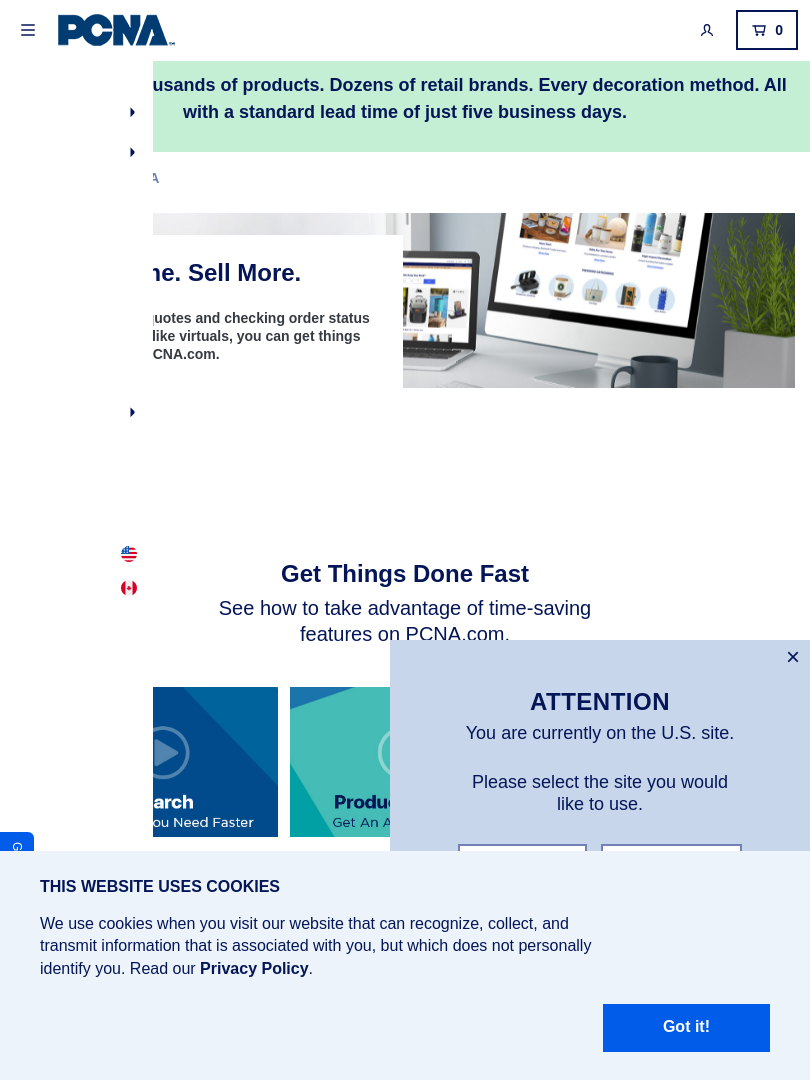 PCNA
0
usands of products. Dozens of retail brands. Every decoration method. All
with a standard lead time of just five business days.
A
ne. Sell More.
quotes and checking order status
like virtuals, you can get things
CNA.com.
Get Things Done Fast
See how to take advantage of time-saving
features on PCNA.com.
arch
ou Need Faster
Produ
Get An A
ATTENTION
You are currently on the U.S. site.
Please select the site you would
like to use.
G
THIS WEBSITE USES COOKIES
We use cookies when you visit our website that can recognize, collect, and
transmit information that is associated with you, but which does not personally
identify you. Read our Privacy Policy.
Got it!